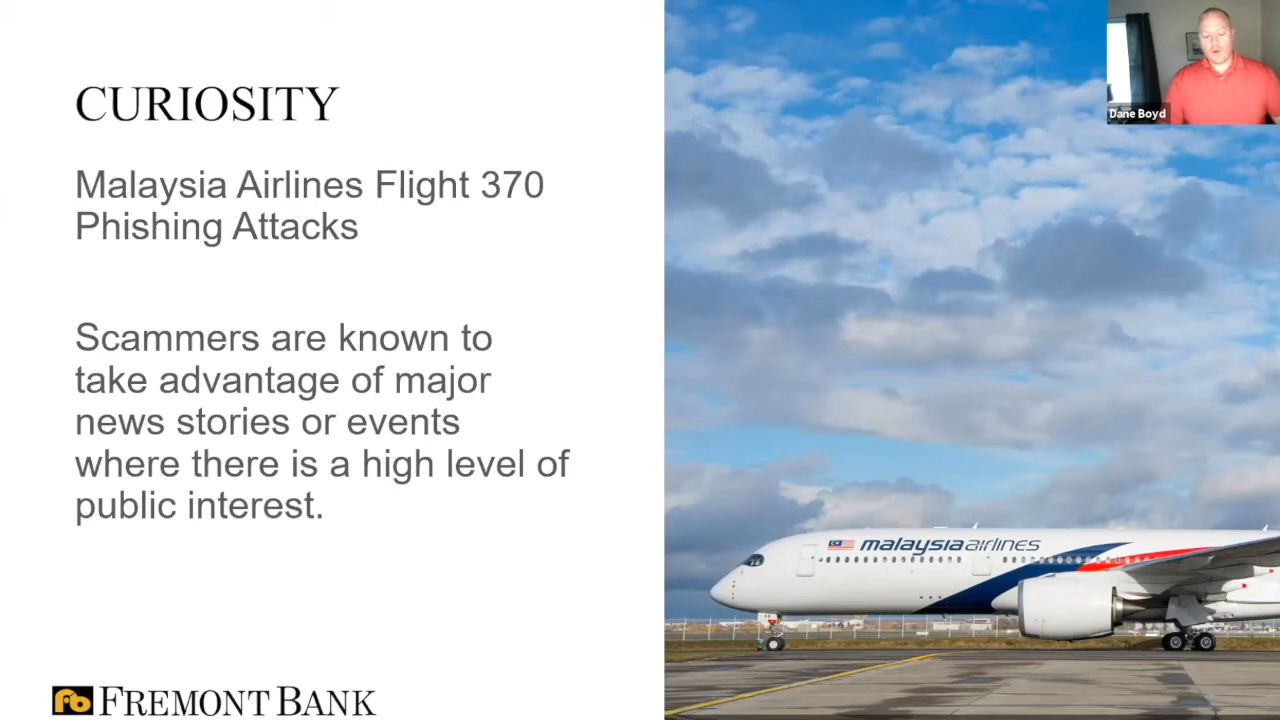 CURIOSITY
Malaysia Airlines Flight 370
Phishing Attacks
Scammers are known to
take advantage of major
news stories or events
where there is a high level of
public interest.
fb FREMONT BANK
malaysia airlines
Dane Boyd